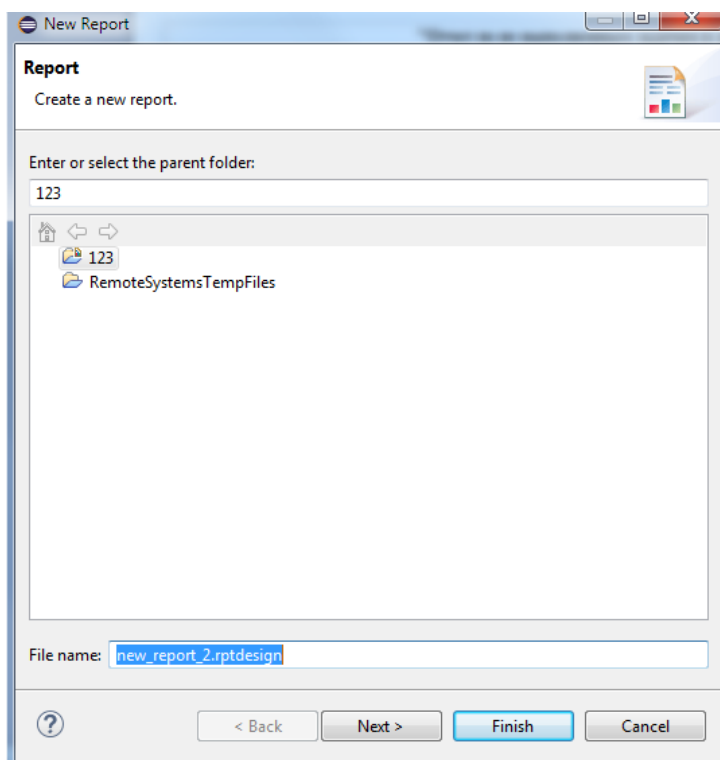 New Report
Report
Create a new report.
Enter or select the parent folder:
123
123
RemoteSystemsTempFiles
File name: new_report_2.rptdesign
? < Back Next > Finish Cancel